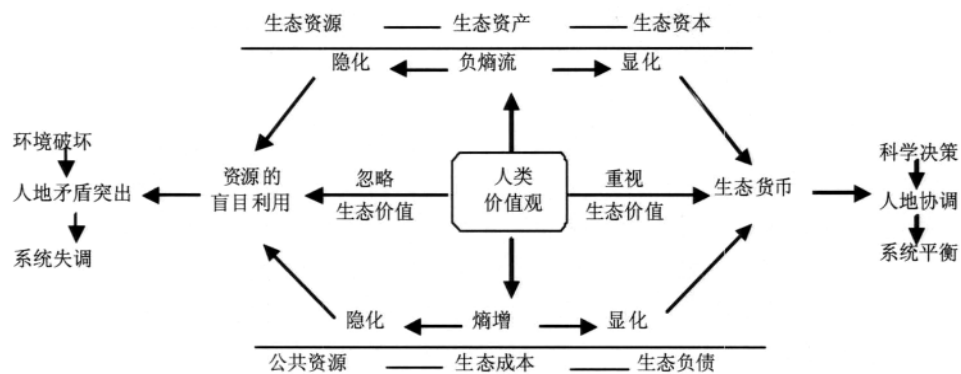 生态资源 生态资产 生态资本
隐化 负熵流 显化
环境破坏
人地矛盾突出
系统失调
资源的
盲目利用
忽略
生态价值
人类
价值观
重视
生态价值
生态货币
科学决策
人地协调
系统平衡
隐化 熵增 显化
公共资源 生态成本 生态负债